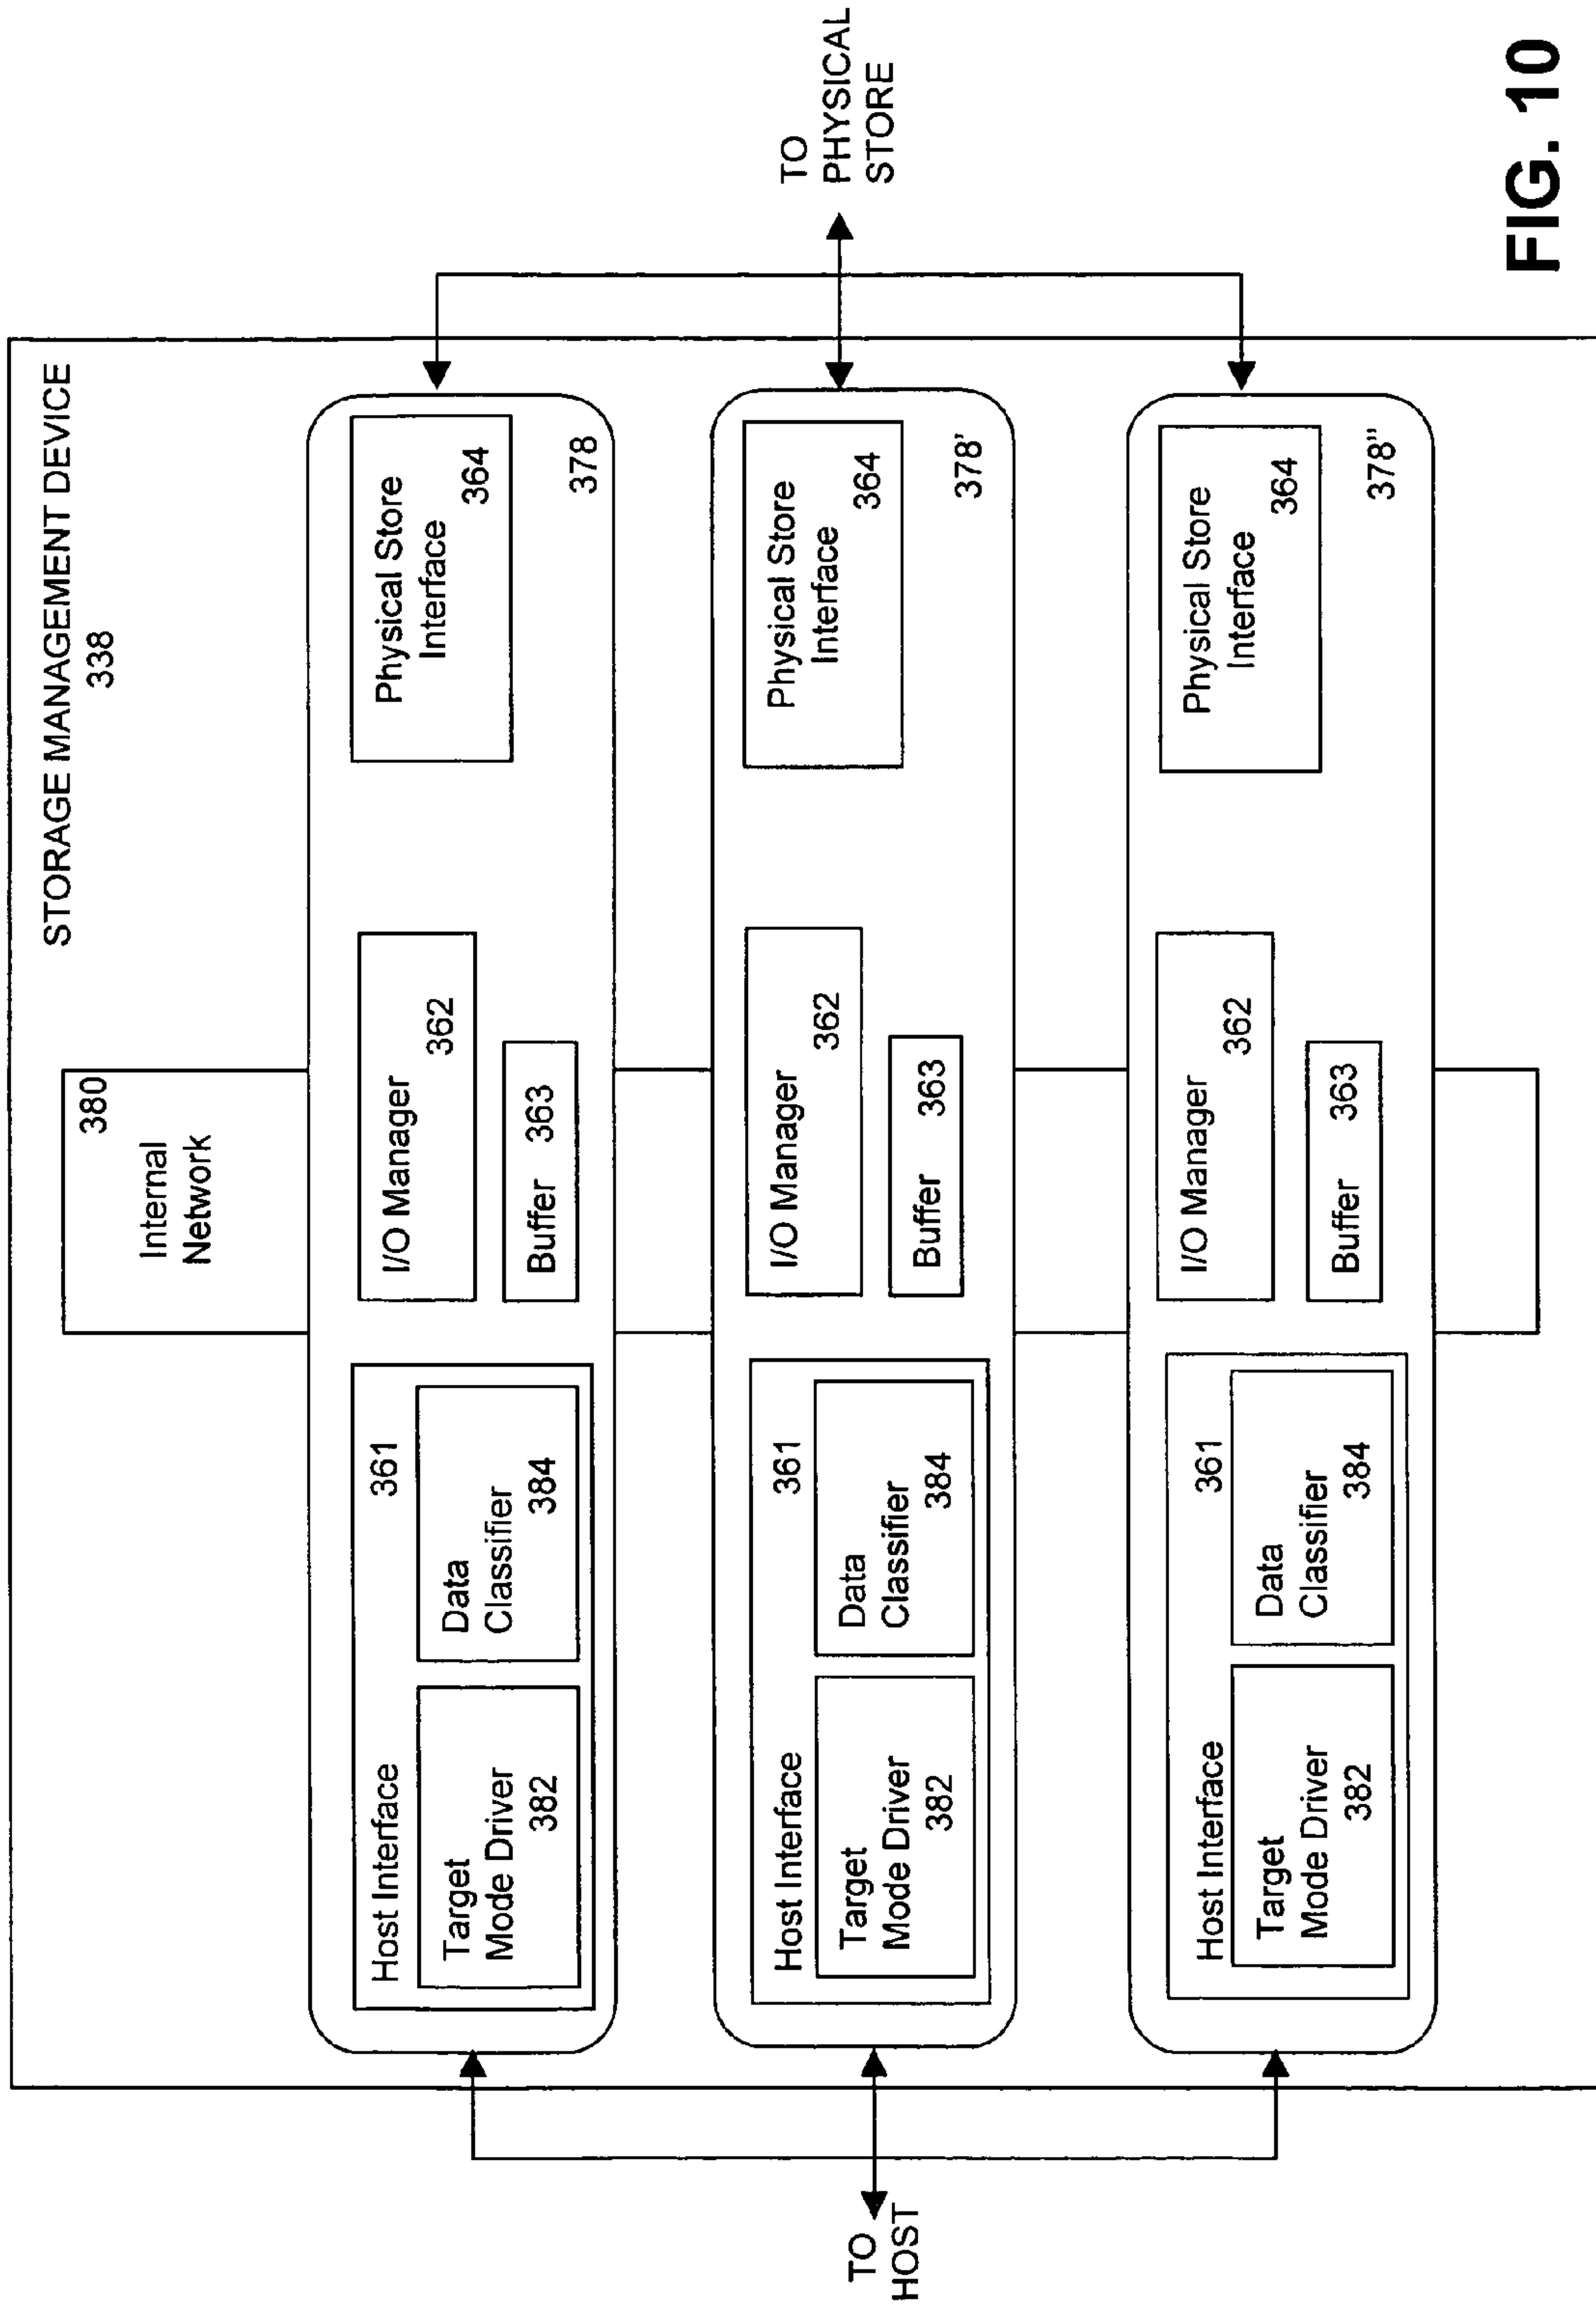 STORAGE MANAGEMENT DEVICE
338
380
Internal
Network
TO
HOST
Host Interface
361
Target
Mode Driver
382
Data
Classifier
384
I/O Manager
362
Buffer
363
Physical Store
Interface
364
378
Host Interface
361
Target
Mode Driver
382
Data
Classifier
384
I/O Manager
362
Buffer
363
Physical Store
Interface
364
378'
Host Interface
361
Target
Mode Driver
382
Data
Classifier
384
I/O Manager
362
Buffer
363
Physical Store
Interface
364
378"
TO
PHYSICAL
STORE
FIG. 10